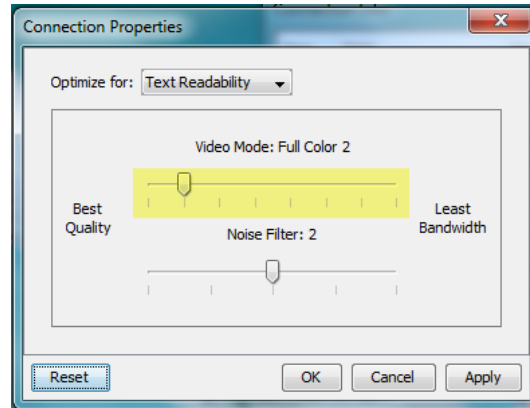 Connection Properties
Optimize for: Text Readability
Video Mode: Full Color 2
Best
Quality
Least
Bandwidth
Noise Filter: 2
Reset OK Cancel Apply